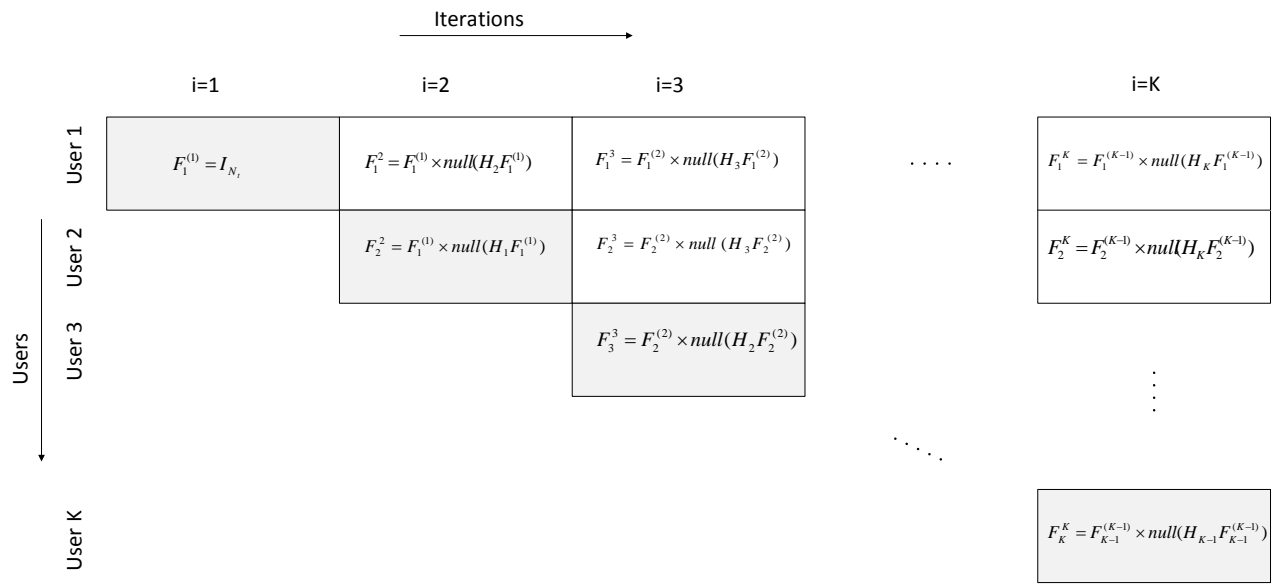 Iterations
i=1 i=2 i=3 i=K
User 1
F_1^{(1)} = I_{N_t}
F_1^2 = F_1^{(1)} × null(H_2 F_1^{(1)})
F_1^3 = F_1^{(2)} × null(H_3 F_1^{(2)})
. . . .
F_1^K = F_1^{(K-1)} × null(H_K F_1^{(K-1)})
Users
User 2
F_2^2 = F_1^{(1)} × null(H_1 F_1^{(1)})
F_2^3 = F_2^{(2)} × null (H_3 F_2^{(2)})
F_2^K = F_2^{(K-1)} × null(H_K F_2^{(K-1)})
User 3
F_3^3 = F_2^{(2)} × null(H_2 F_2^{(2)})
User K
F_K^K = F_{K-1}^{(K-1)} × null(H_{K-1} F_{K-1}^{(K-1)})